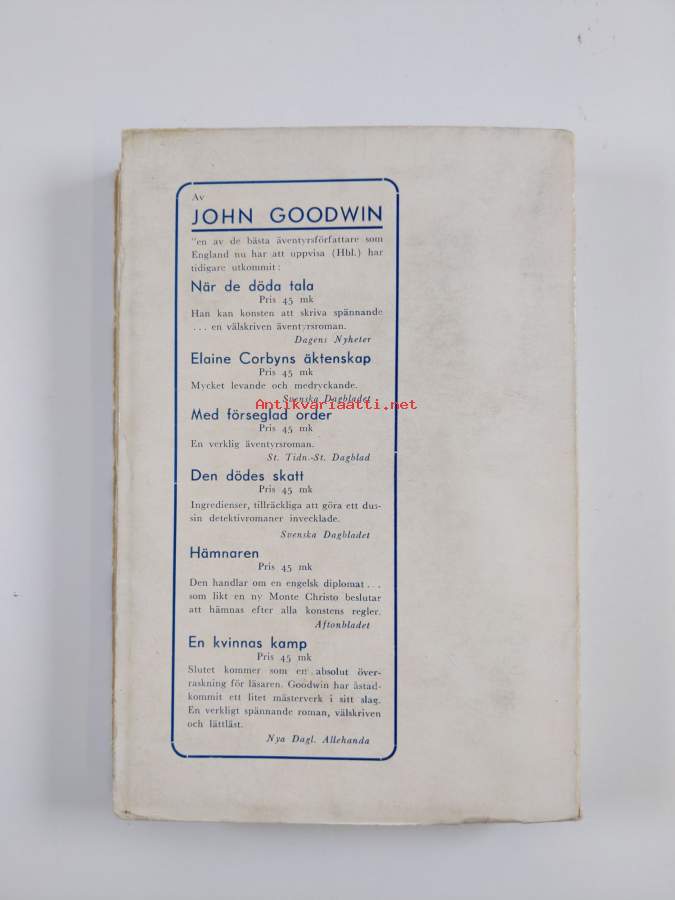 Av
JOHN GOODWIN
"en av de bästa äventyrsförfattare som
England nu har att uppvisa (Hbl.) har
tidigare utkommit:
När de döda tala
Pris 45 mk
Han kan konsten att skriva spännande
... en välskriven äventyrsroman.
Dagens Nyheter
Elaine Corbyns äktenskap
Pris 45 mk
Mycket levande och medryckande.
Svenska Dagbladet
Antikvariaatti.net
Med förseglad order
Pris 45 mk
En verklig äventyrsroman.
St. Tidn.-St. Dagblad
Den dödes skatt
Pris 45 mk
Ingredienser, tillräckliga att göra ett dus-
sin detektivromaner invecklade.
Svenska Dagbladet
Hämnaren
Pris 45 mk
Den handlar om en engelsk diplomat...
som likt en ny Monte Christo beslutar
att hämnas efter alla konstens regler.
Aftonbladet
En kvinnas kamp
Pris 45 mk
Slutet kommer som en absolut över-
raskning för läsaren. Goodwin har åstad-
kommit ett litet mästerverk i sitt slag.
En verkligt spännande roman, välskriven
och lättläst.
Nya Dagl. Allehanda